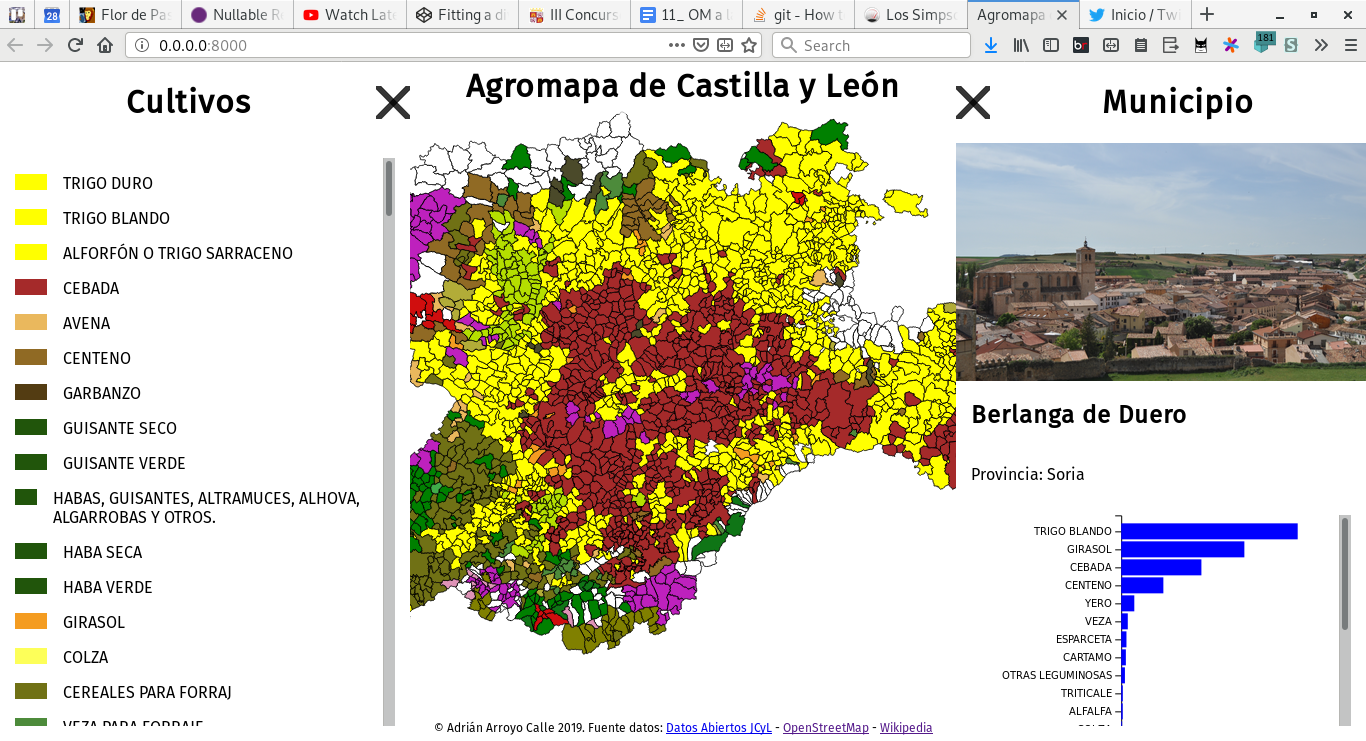 28
Flor de Pas
Nullable Re
Watch Late
Fitting a di
III Concurs
11_ OM a l
git - How t
Los Simpso
Agromapa
Inicio / Twi
0.0.0.0:8000
Search
181
Cultivos
TRIGO DURO
TRIGO BLANDO
ALFORFÓN O TRIGO SARRACENO
CEBADA
AVENA
CENTENO
GARBANZO
GUISANTE SECO
GUISANTE VERDE
HABAS, GUISANTES, ALTRAMUCES, ALHOVA,
ALGARROBAS Y OTROS.
HABA SECA
HABA VERDE
GIRASOL
COLZA
CEREALES PARA FORRAJ
VEZA PARA FORRAJE
Agromapa de Castilla y León
© Adrián Arroyo Calle 2019. Fuente datos: Datos Abiertos JCyL - OpenStreetMap - Wikipedia
Municipio
Berlanga de Duero
Provincia: Soria
TRIGO BLANDO
GIRASOL
CEBADA
CENTENO
YERO
VEZA
ESPARCETA
CARTAMO
OTRAS LEGUMINOSAS
TRITICALE
ALFALFA